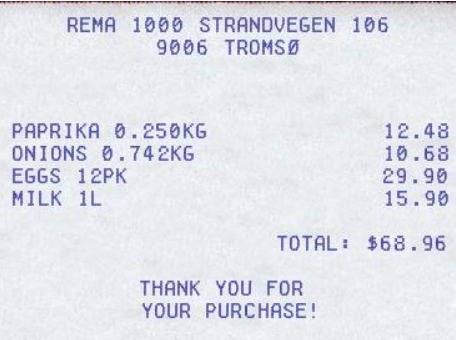 REMA 1000 STRANDVEGEN 106
9006 TROMSØ
PAPRIKA 0.250KG 12.48
ONIONS 0.742KG 10.68
EGGS 12PK 29.90
MILK 1L 15.90
TOTAL: $68.96
THANK YOU FOR
YOUR PURCHASE!